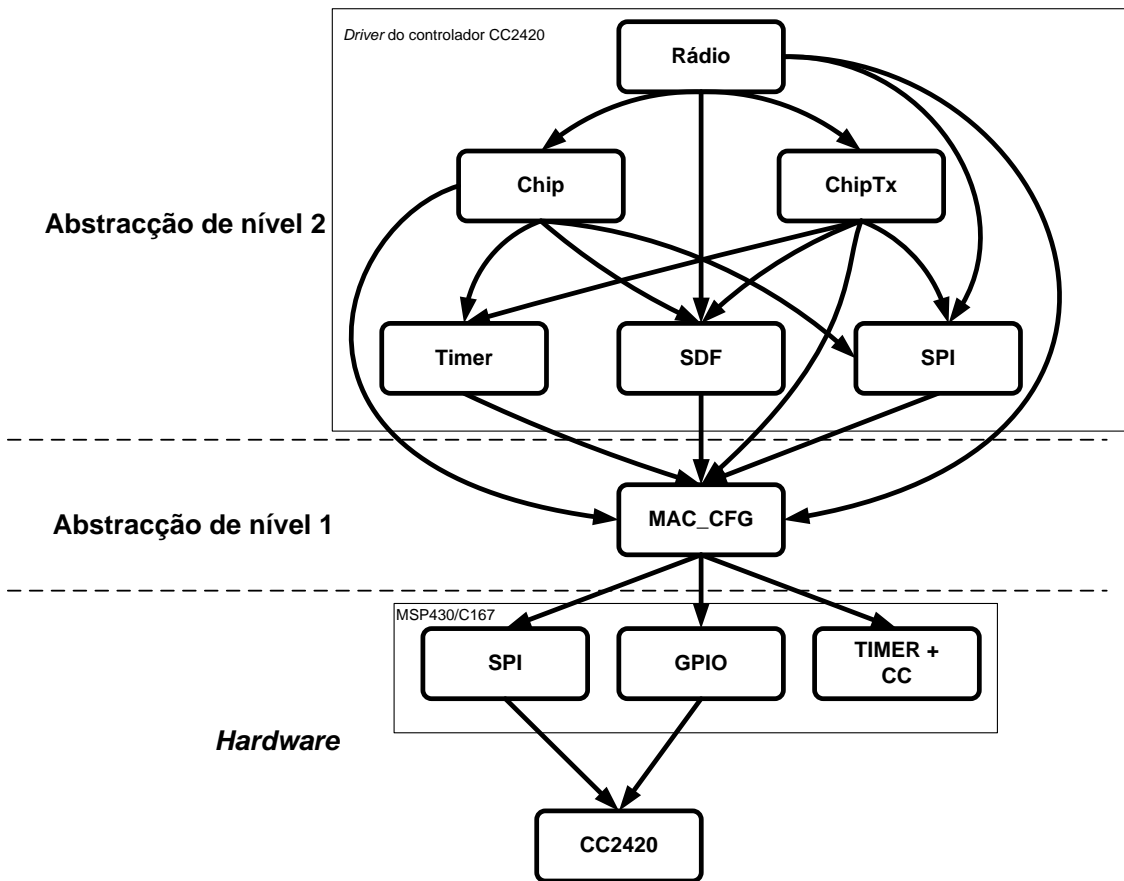 Driver do controlador CC2420
Rádio
Chip
ChipTx
Abstracção de nível 2
Timer
SDF
SPI
MAC_CFG
Abstracção de nível 1
MSP430/C167
SPI
GPIO
TIMER +
CC
Hardware
CC2420